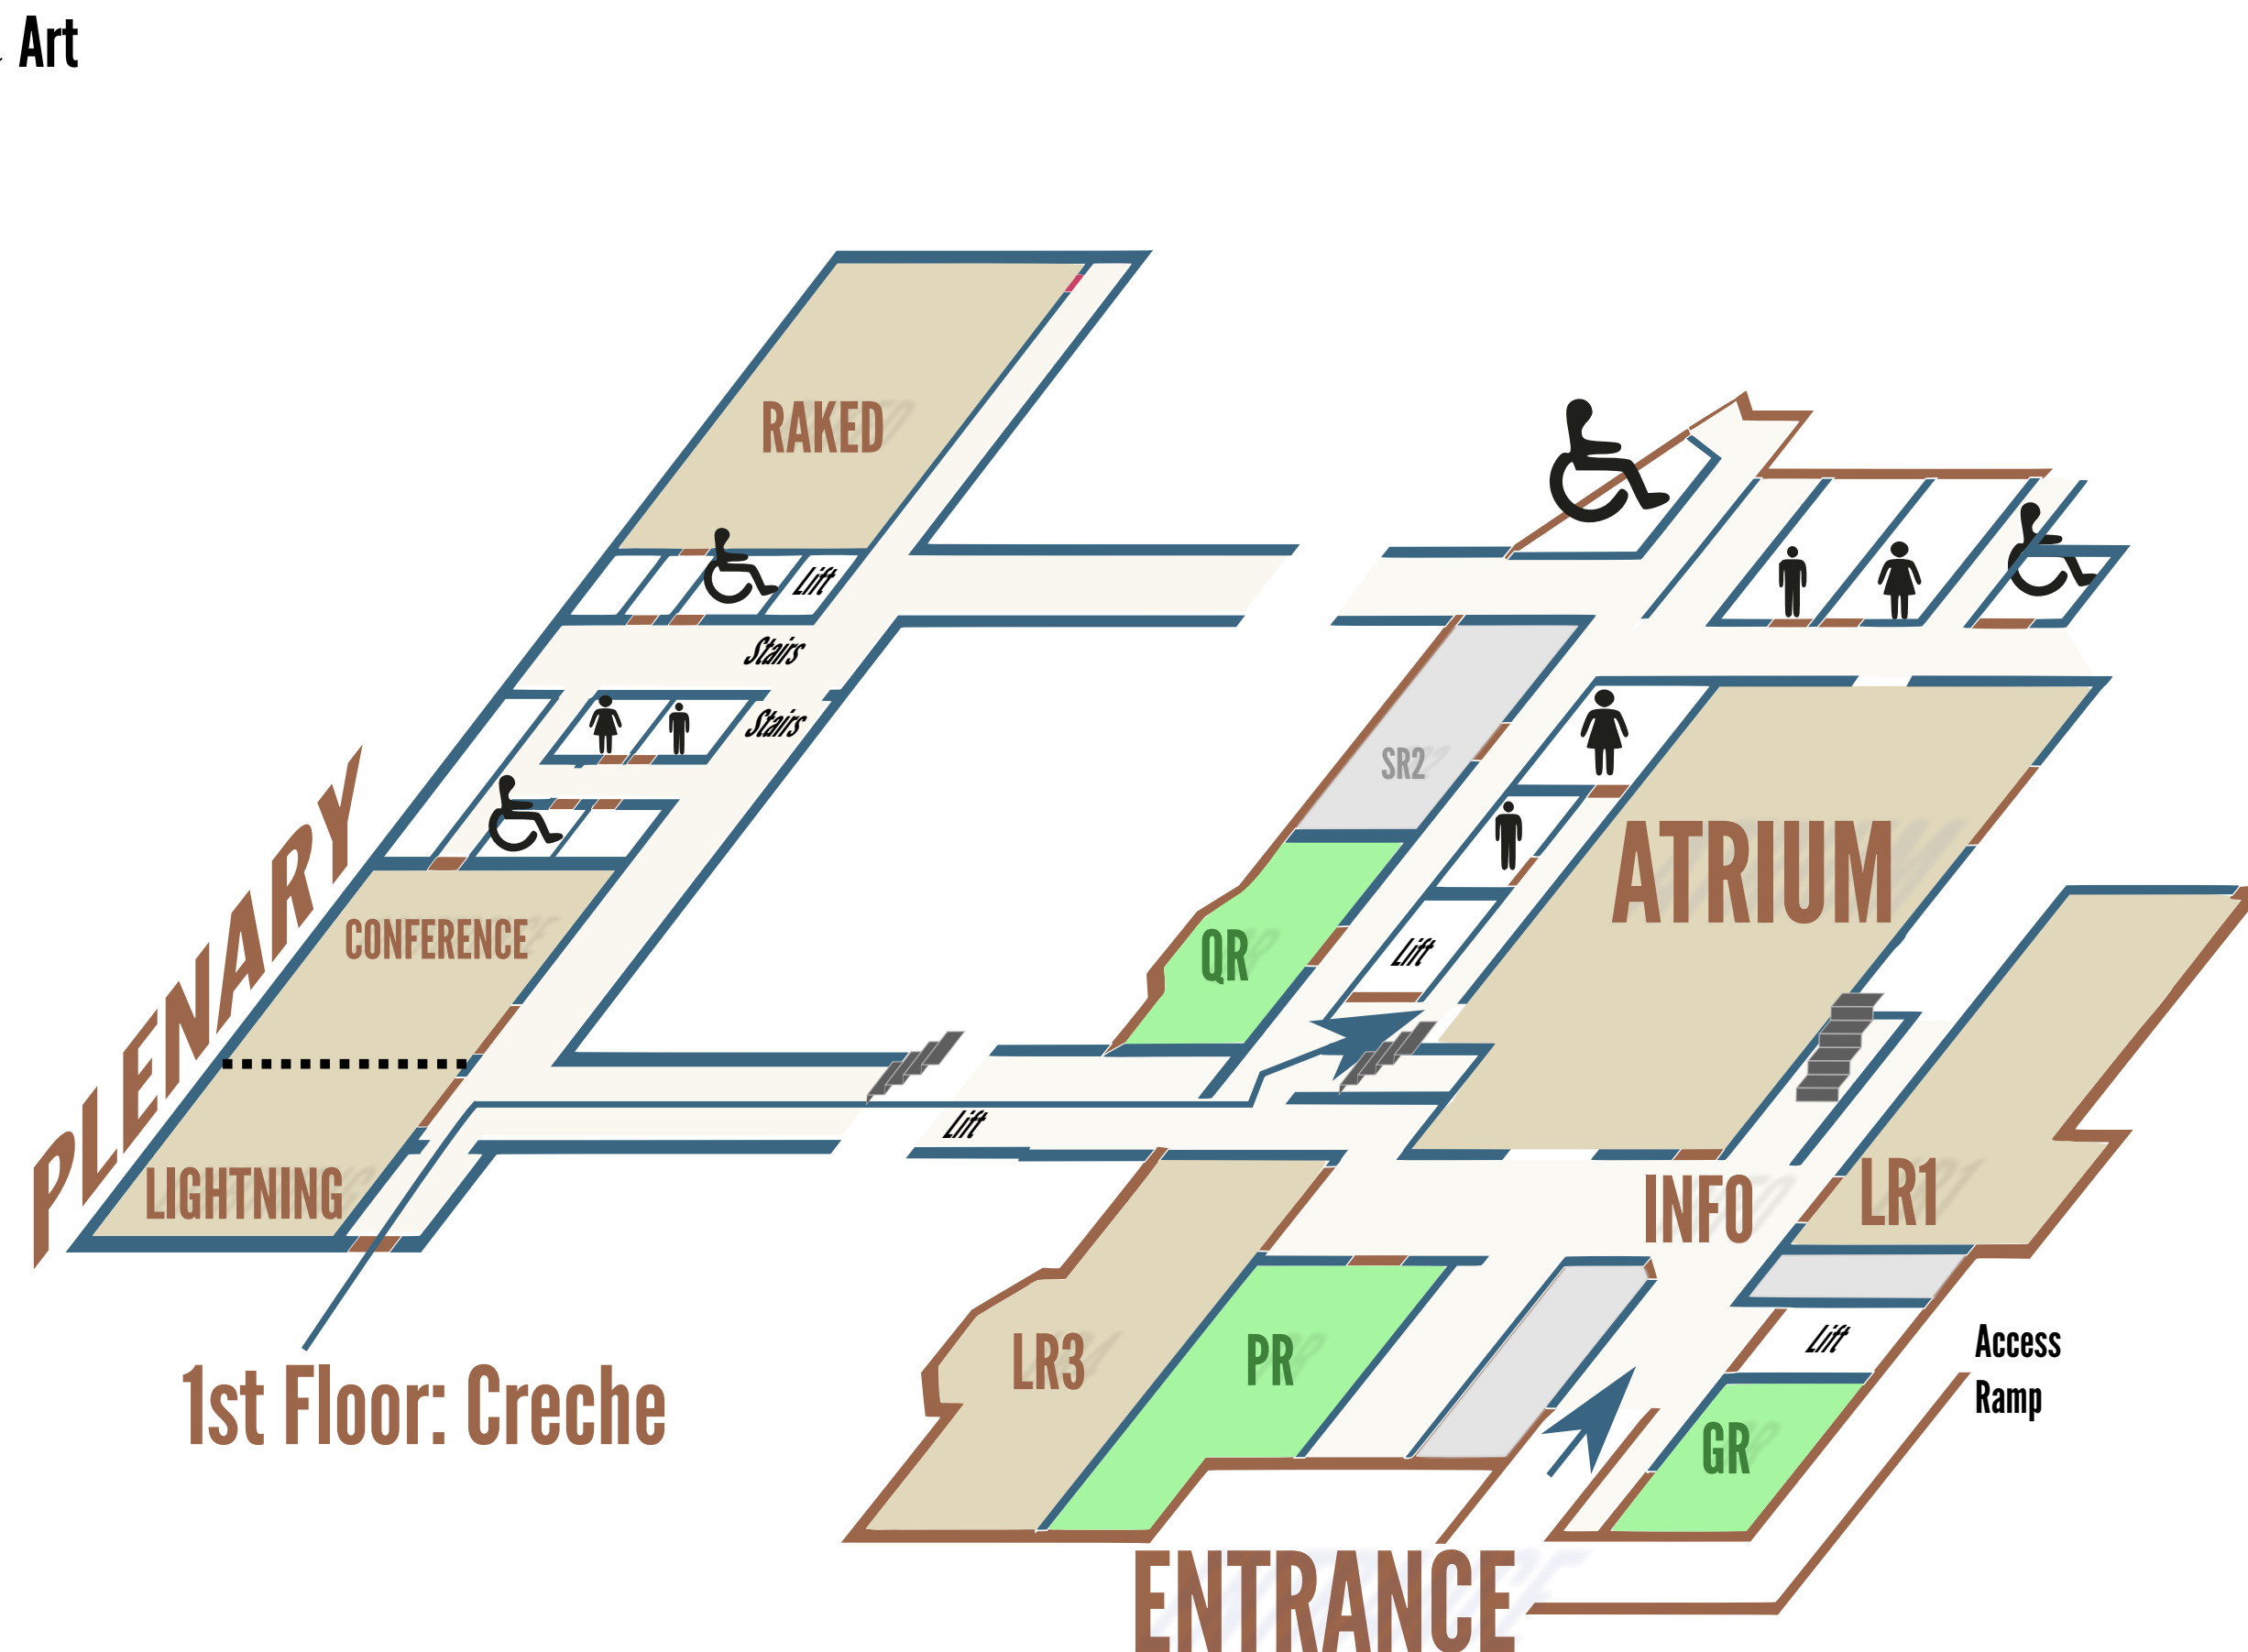 Art
RAKED
Lift
Stairs
Stairs
SR2
ATRIUM
PLENARY
CONFERENCE
QR
Lift
Lift
LIGHTNING
INFO
LR1
LR3
PR
Lift
Access
Ramp
1st Floor: Creche
GR
ENTRANCE